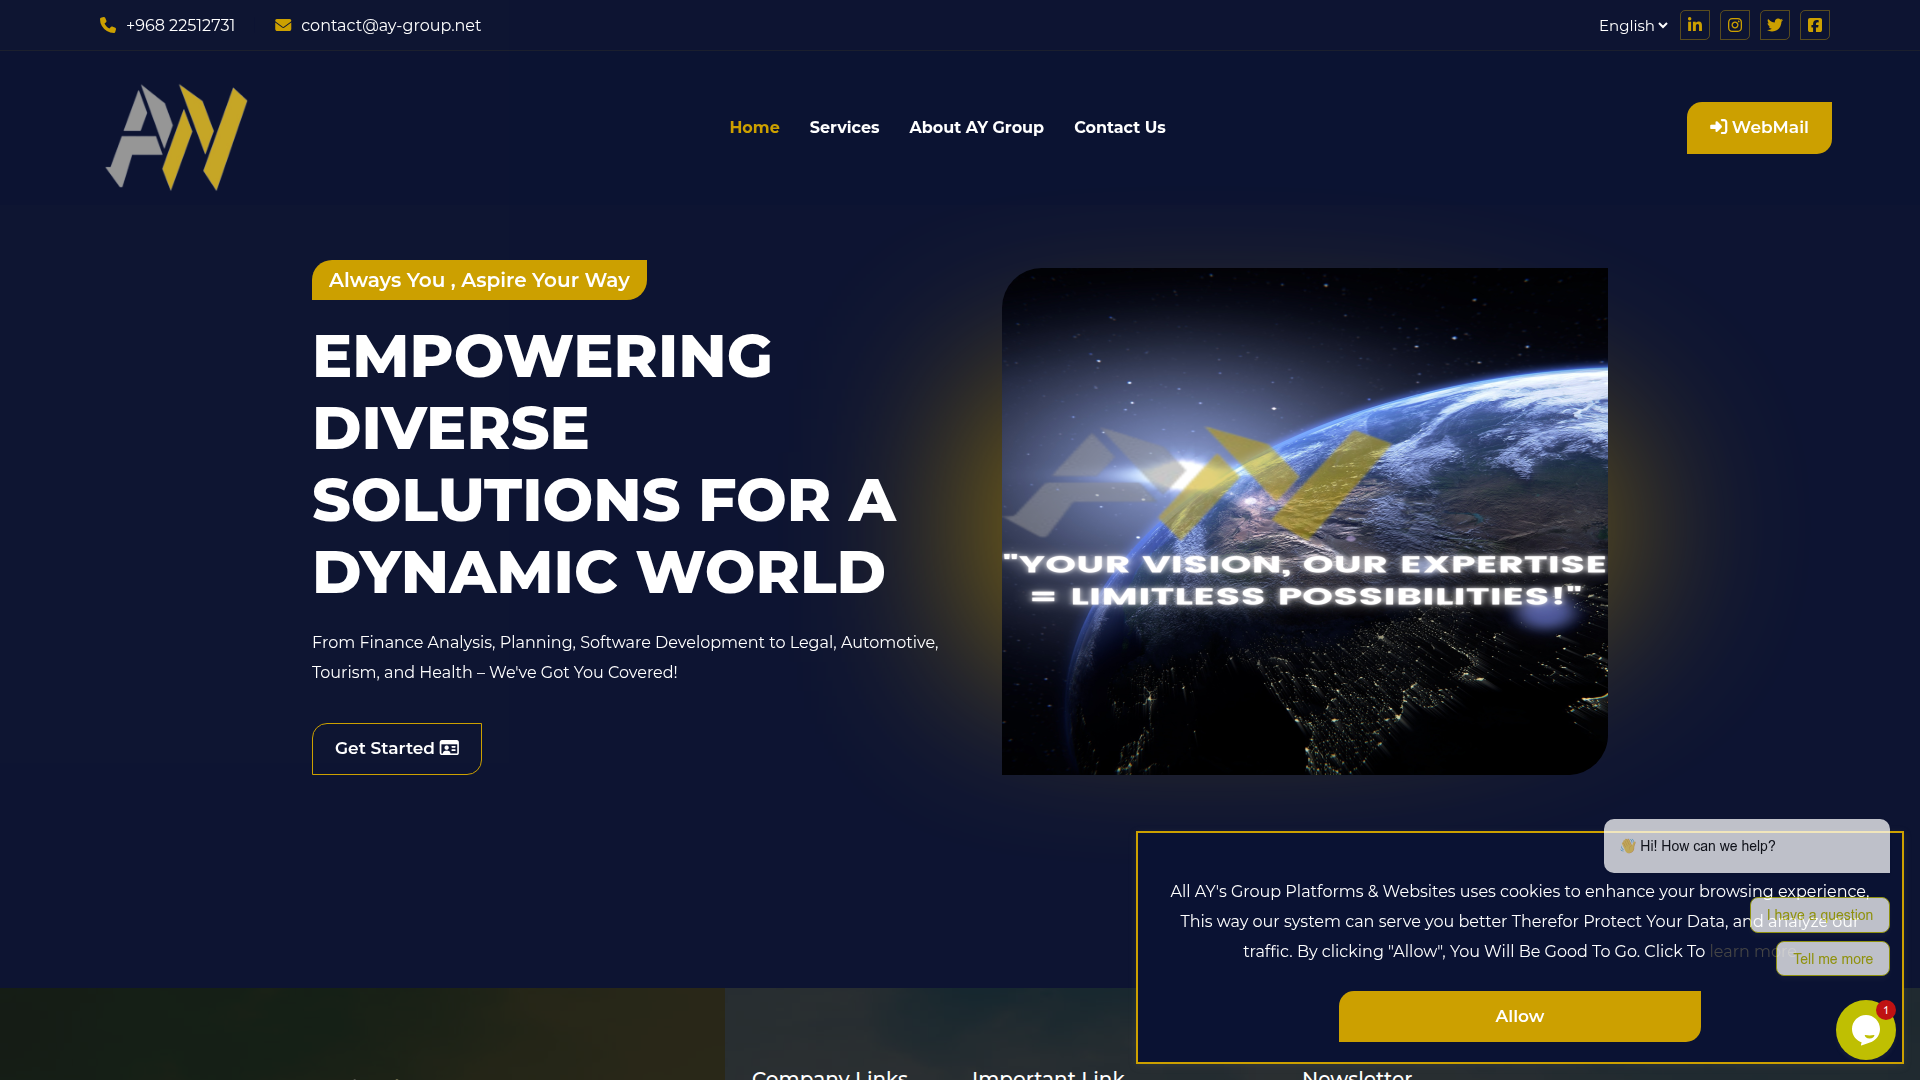 +968 22512731
contact@ay-group.net
English
AY
Home
Services
About AY Group
Contact Us
WebMail
Always You , Aspire Your Way
EMPOWERING
DIVERSE
SOLUTIONS FOR A
DYNAMIC WORLD
From Finance Analysis, Planning, Software Development to Legal, Automotive,
Tourism, and Health – We've Got You Covered!
Get Started
AY
"YOUR VISION, OUR EXPERTISE
= LIMITLESS POSSIBILITIES!"
👋 Hi! How can we help?
All AY's Group Platforms & Websites uses cookies to enhance your browsing experience,
This way our system can serve you better Therefor Protect Your Data, and analyze our
traffic. By clicking "Allow", You Will Be Good To Go. Click To learn more
I have a question
Tell me more
Allow
1
Company Links
Important Link
Newsletter